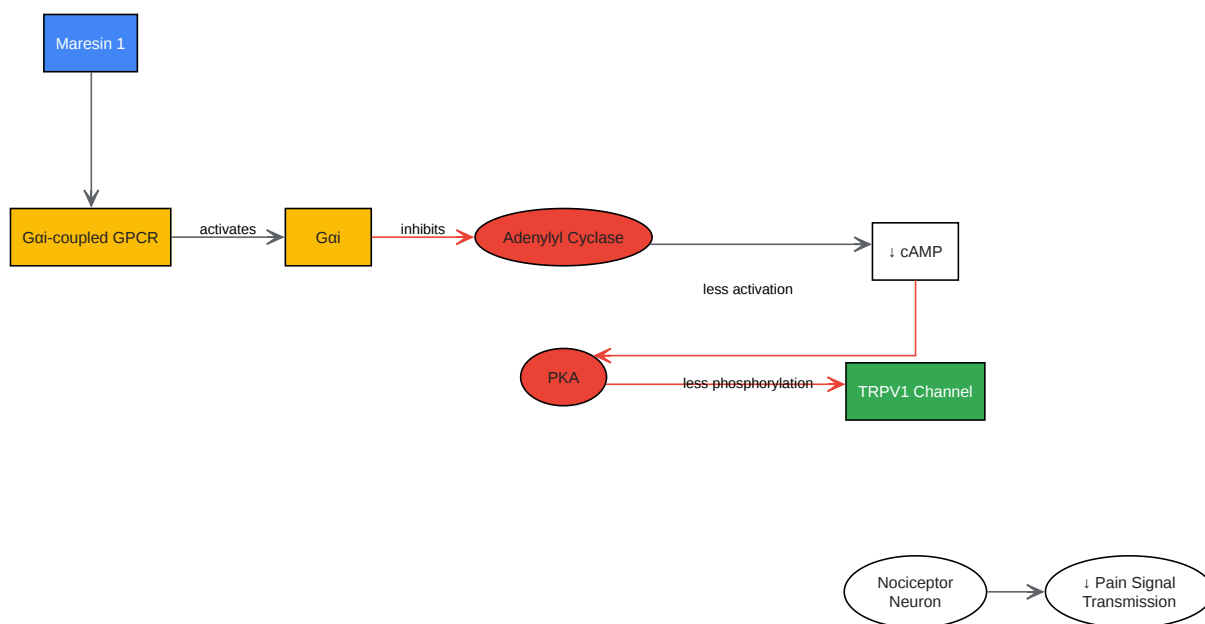 Maresin 1
Gαi-coupled GPCR
activates
Gαi
inhibits
Adenylyl Cyclase
↓ cAMP
less activation
PKA
less phosphorylation
TRPV1 Channel
Nociceptor
Neuron
↓ Pain Signal
Transmission